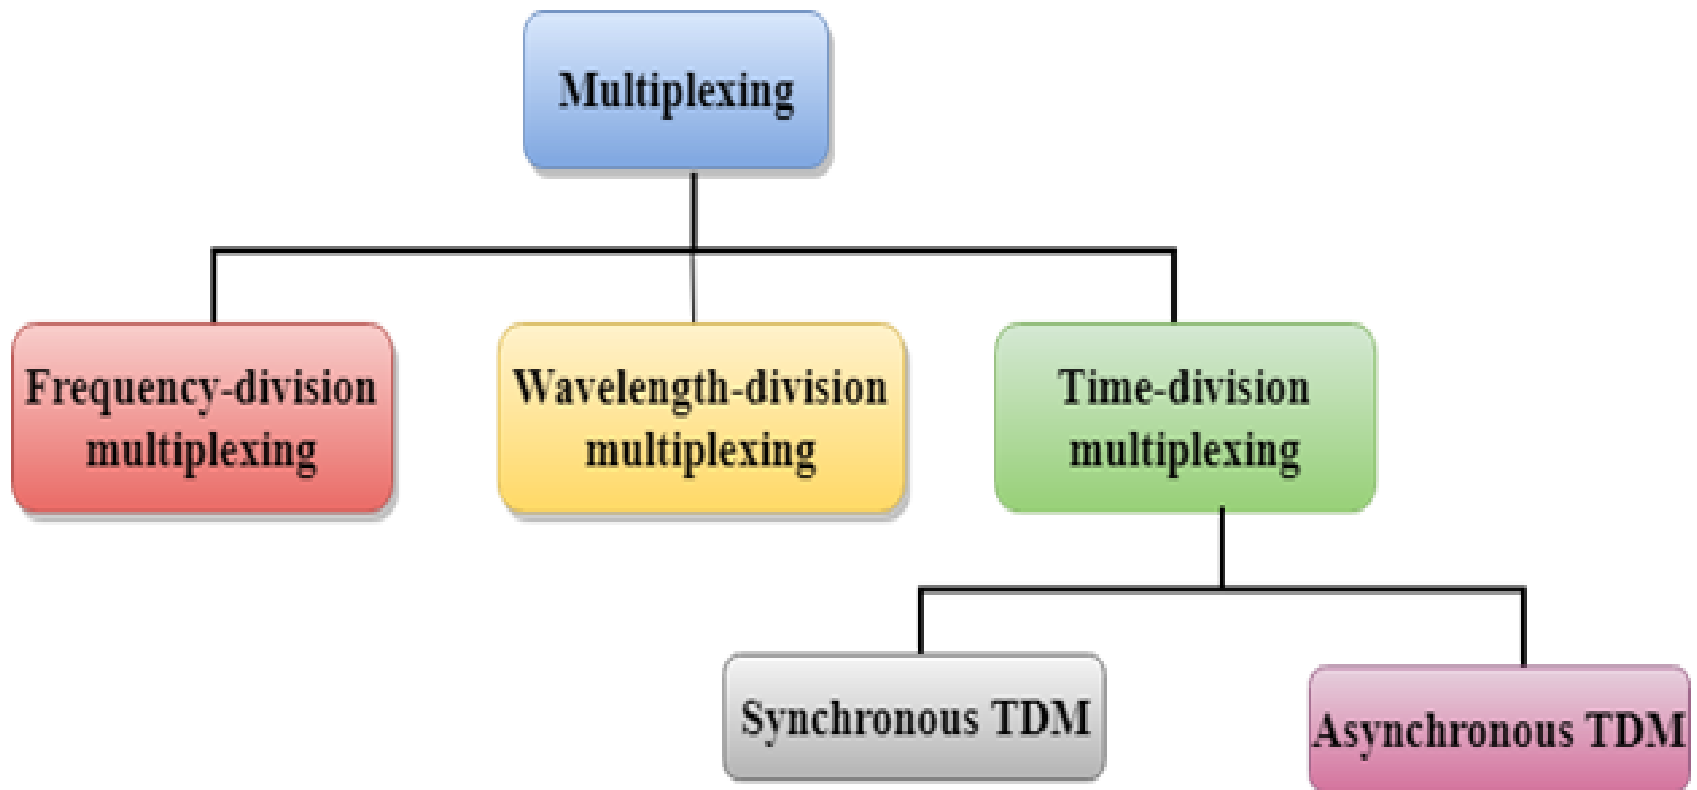 Multiplexing
Frequency-division
multiplexing
Wavelength-division
multiplexing
Time-division
multiplexing
Synchronous TDM
Asynchronous TDM